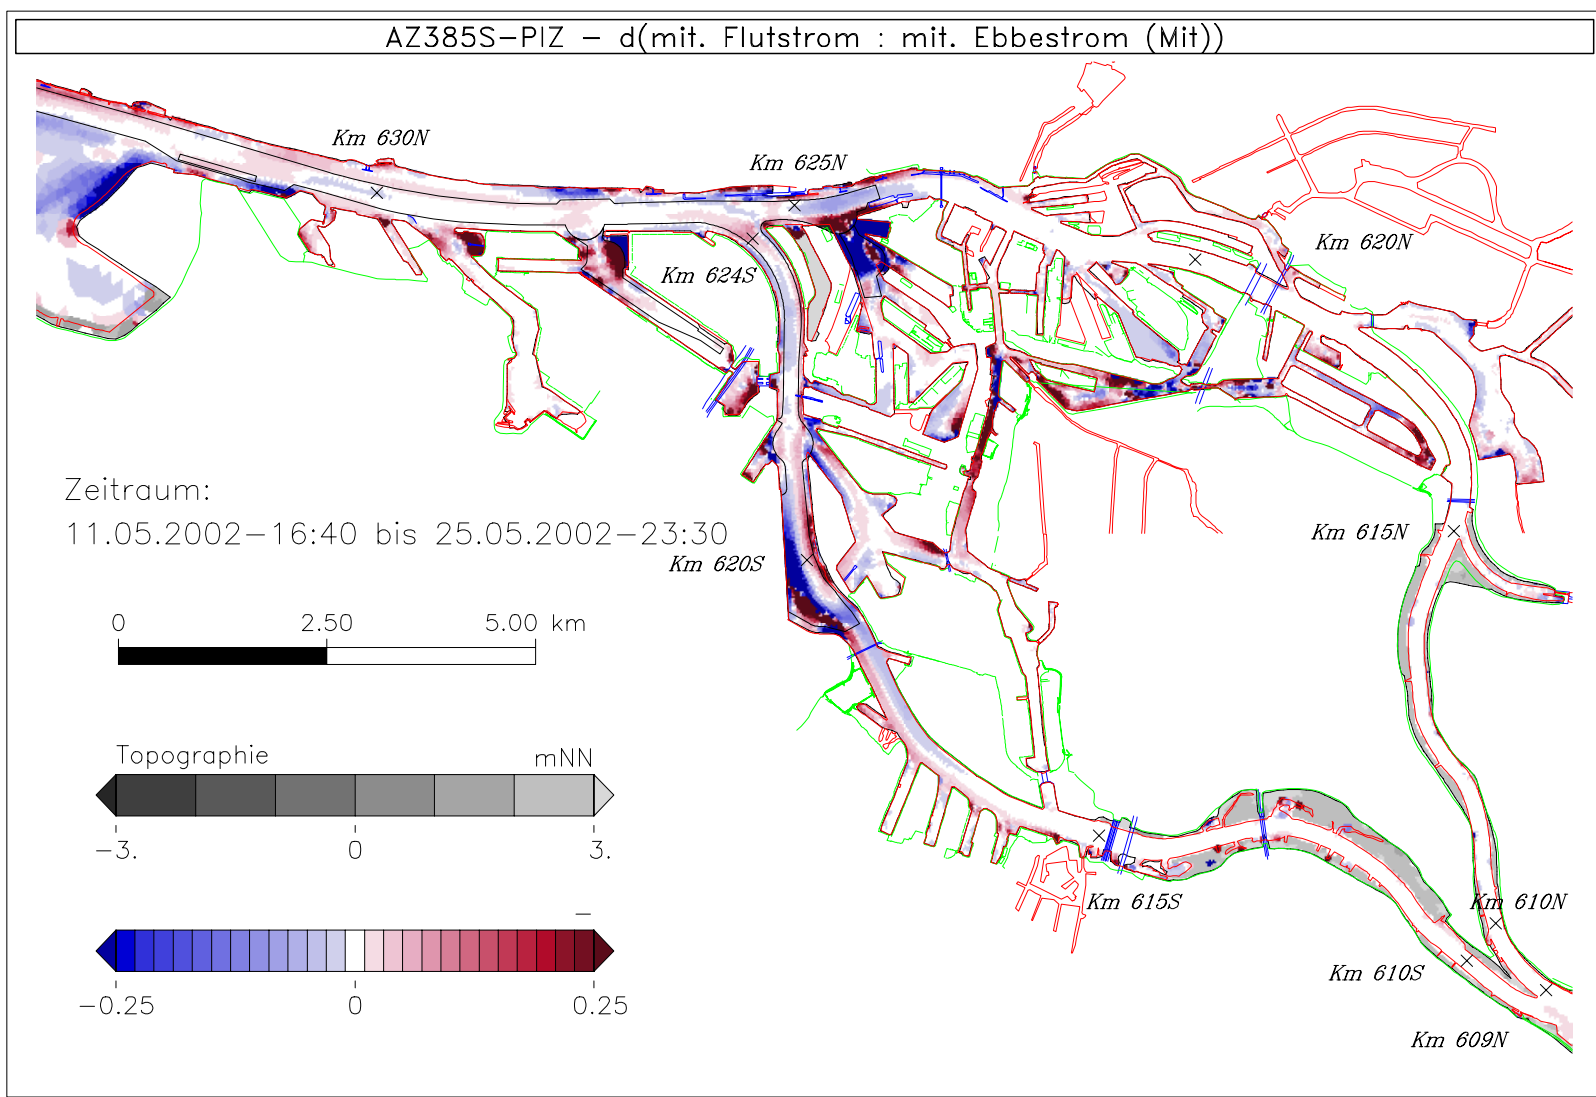 AZ385S-PIZ - d(mit. Flutstrom : mit. Ebbestrom (Mit))
Km 630N
Km 625N
Km 620N
Km 624S
Zeitraum:
11.05.2002-16:40 bis 25.05.2002-23:30
Km 615N
Km 620S
0 2.50 5.00 km
Topographie mNN
-3. 0 3.
Km 615S
Km 610N
-
Km 610S
-0.25 0 0.25
Km 609N